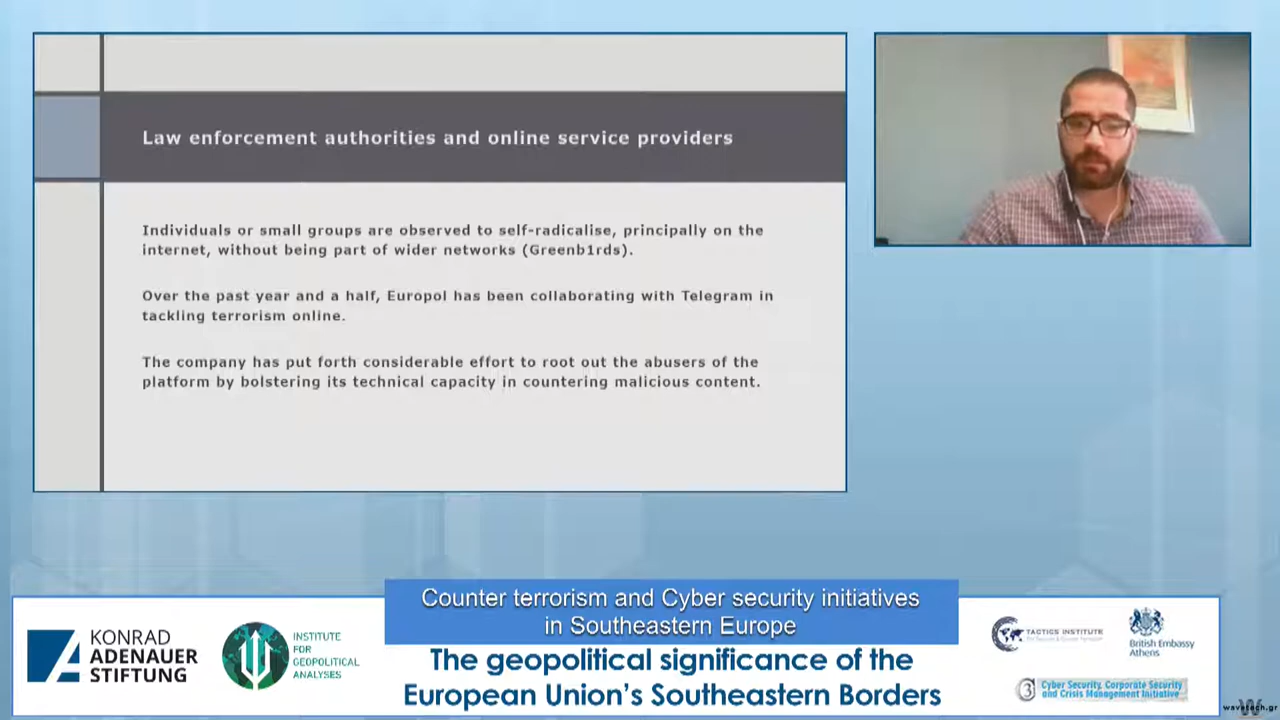 Law enforcement authorities and online service providers
Individuals or small groups are observed to self-radicalise, principally on the
internet, without being part of wider networks (Greenb1rds).
Over the past year and a half, Europol has been collaborating with Telegram in
tackling terrorism online.
The company has put forth considerable effort to root out the abusers of the
platform by bolstering its technical capacity in countering malicious content.
Counter terrorism and Cyber security initiatives
in Southeastern Europe
The geopolitical significance of the
European Union's Southeastern Borders
KONRAD
ADENAUER
STIFTUNG
INSTITUTE
FOR
GEOPOLITICAL
ANALYSES
TACTICS INSTITUTE
British Embassy
Athens
3
Cyber Security, Corporate Security
and Crisis Management Initiative
wavetech.gr